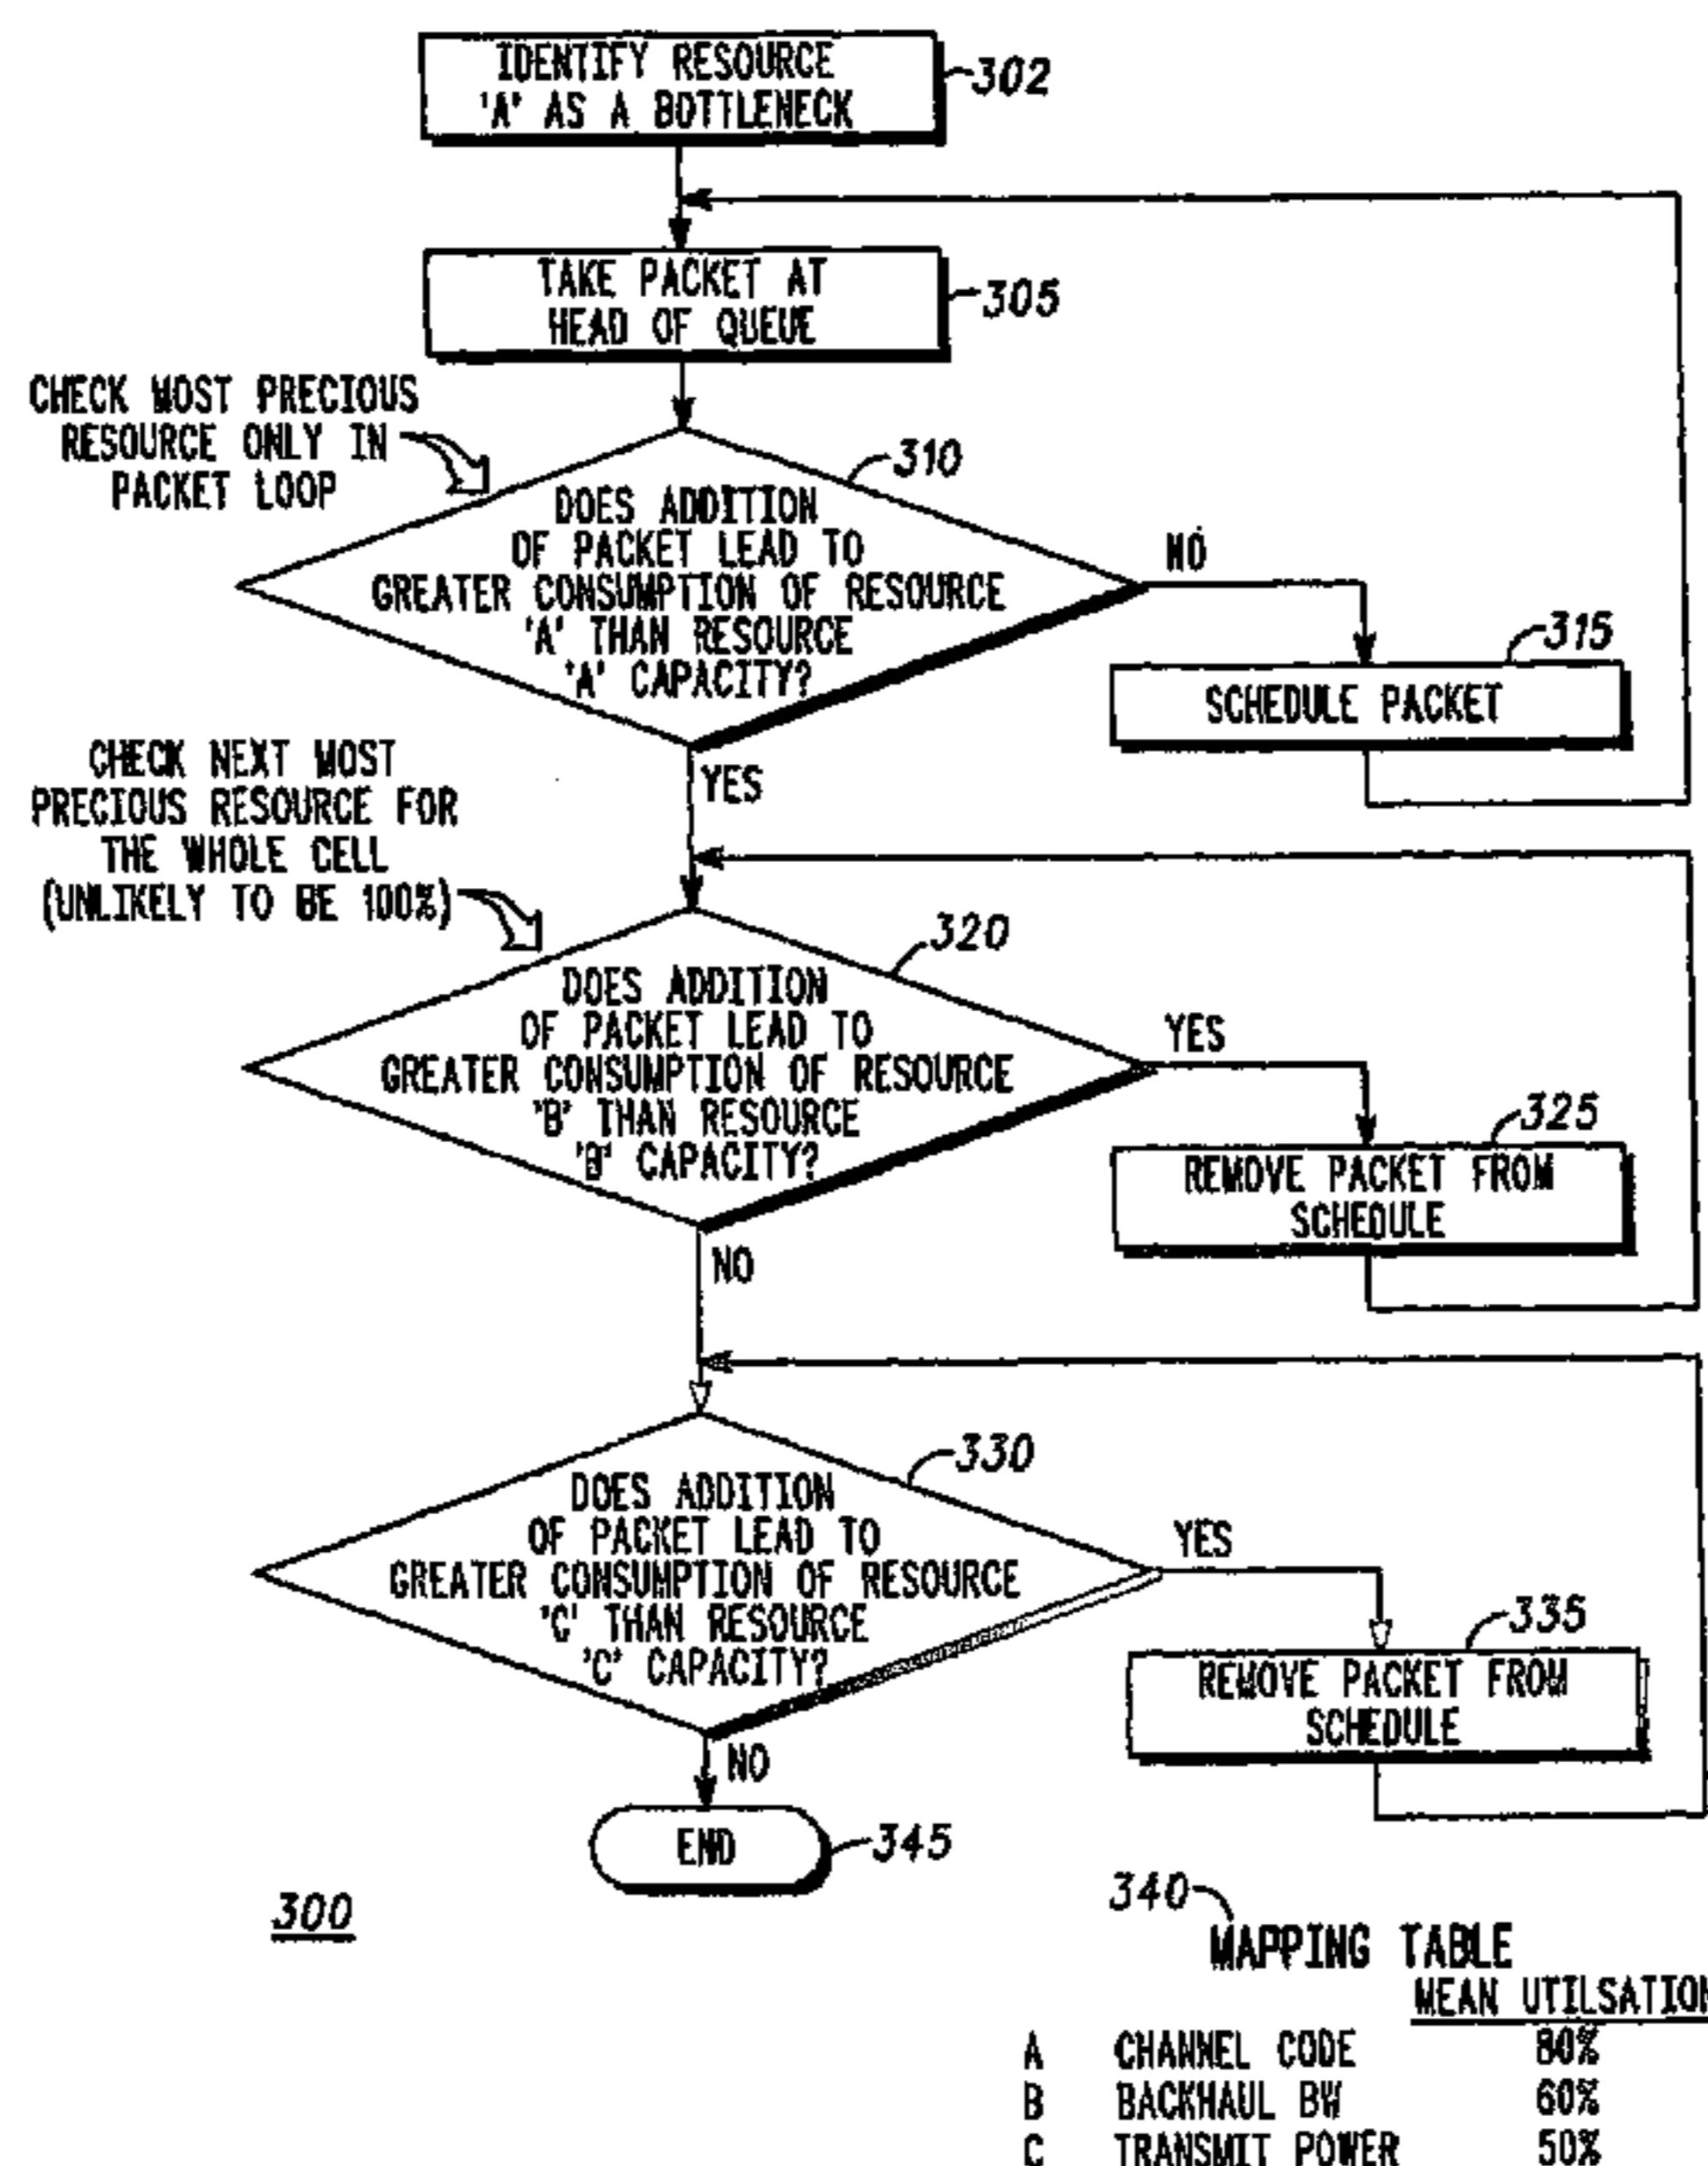 IDENTIFY RESOURCE
'A' AS A BOTTLENECK
302
TAKE PACKET AT
HEAD OF QUEUE
305
CHECK MOST PRECIOUS
RESOURCE ONLY IN
PACKET LOOP
310
DOES ADDITION
OF PACKET LEAD TO
GREATER CONSUMPTION OF RESOURCE
'A' THAN RESOURCE
'A' CAPACITY?
NO
315
SCHEDULE PACKET
YES
CHECK NEXT MOST
PRECIOUS RESOURCE FOR
THE WHOLE CELL
(UNLIKELY TO BE 100%)
320
DOES ADDITION
OF PACKET LEAD TO
GREATER CONSUMPTION OF RESOURCE
'B' THAN RESOURCE
'B' CAPACITY?
YES
325
REMOVE PACKET FROM
SCHEDULE
NO
330
DOES ADDITION
OF PACKET LEAD TO
GREATER CONSUMPTION OF RESOURCE
'C' THAN RESOURCE
'C' CAPACITY?
YES
335
REMOVE PACKET FROM
SCHEDULE
NO
END
345
300
340
MAPPING TABLE
MEAN UTILSATION
A CHANNEL CODE 80%
B BACKHAUL BW 60%
C TRANSMIT POWER 50%